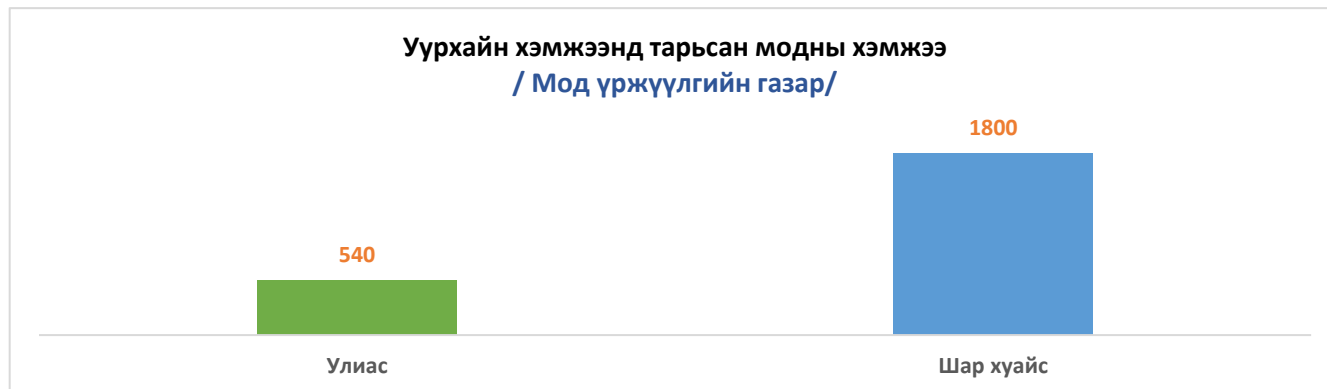 Уурхайн хэмжээнд тарьсан модны хэмжээ
/ Мод үржүүлгийн газар/
1800
540
Улиас
Шар хуайс